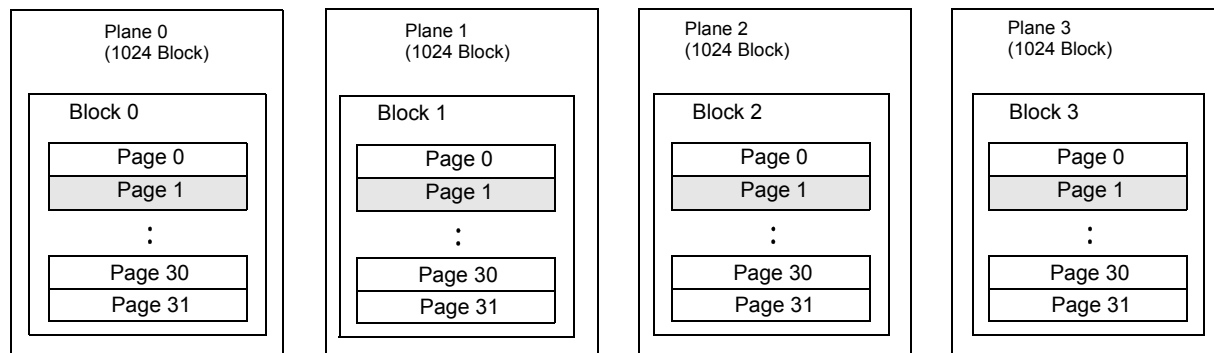 Plane 0
(1024 Block)
Block 0
Page 0
Page 1
:
Page 30
Page 31
Plane 1
(1024 Block)
Block 1
Page 0
Page 1
:
Page 30
Page 31
Plane 2
(1024 Block)
Block 2
Page 0
Page 1
:
Page 30
Page 31
Plane 3
(1024 Block)
Block 3
Page 0
Page 1
:
Page 30
Page 31